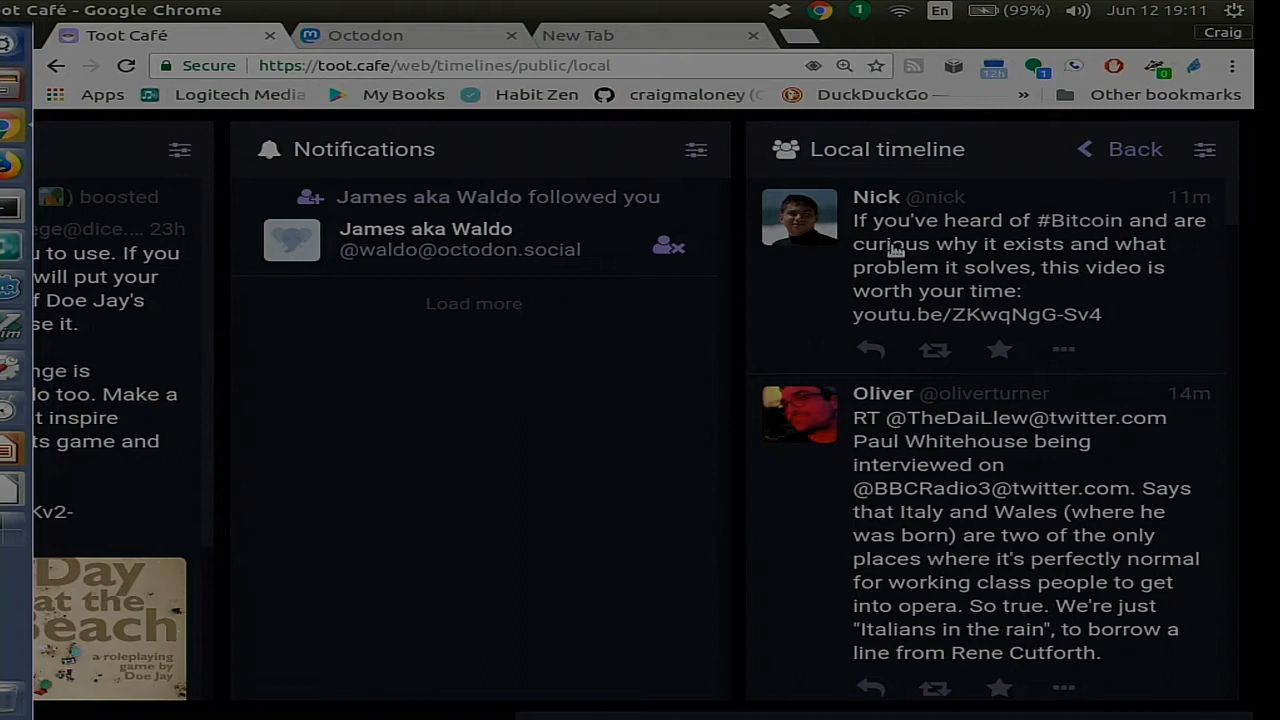 ot Café - Google Chrome
1 En (99%) Jun 12 19:11
Toot Café Octodon New Tab Craig
Secure https://toot.cafe/web/timelines/public/local 12h 1 0
Apps Logitech Media My Books Habit Zen craigmaloney (C DuckDuckGo » Other bookmarks
) boosted
ege@dice.... 23h
u to use. If you
will put your
f Doe Jay's
se it.
nge is
do too. Make a
t inspire
ts game and
Kv2-
Day
at the
Beach
a roleplaying
game by
Doe Jay
Notifications
James aka Waldo followed you
James aka Waldo
@waldo@octodon.social
Load more
Local timeline Back
Nick @nick 11m
If you've heard of #Bitcoin and are
curious why it exists and what
problem it solves, this video is
worth your time:
youtu.be/ZKwqNgG-Sv4
Oliver @oliverturner 14m
RT @TheDaiLlew@twitter.com
Paul Whitehouse being
interviewed on
@BBCRadio3@twitter.com. Says
that Italy and Wales (where he
was born) are two of the only
places where it's perfectly normal
for working class people to get
into opera. So true. We're just
"Italians in the rain", to borrow a
line from Rene Cutforth.